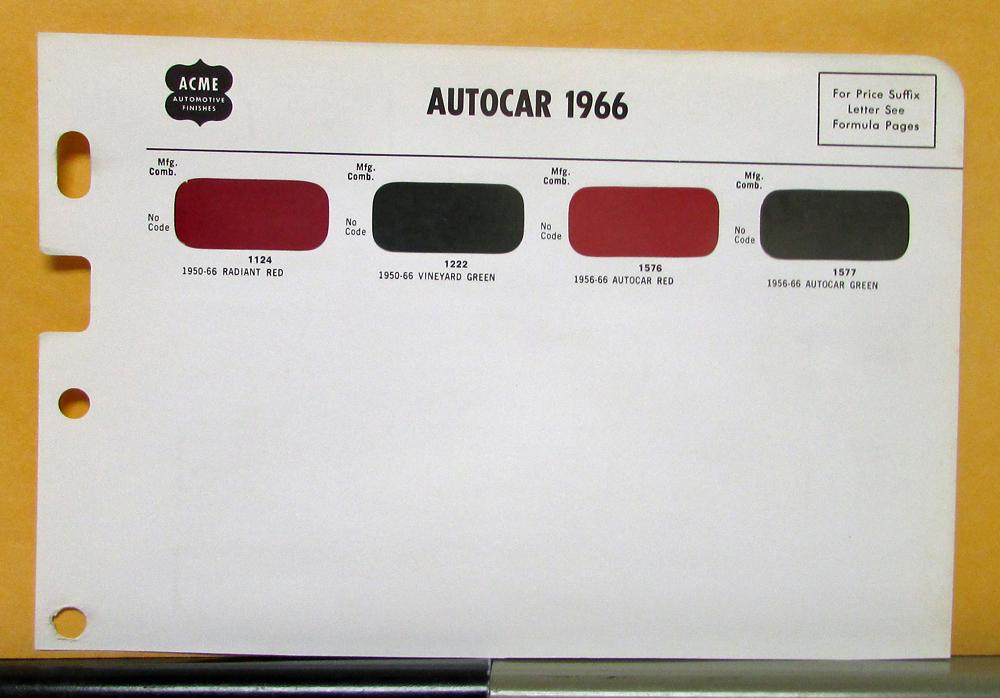 ACME
AUTOMOTIVE
FINISHES
AUTOCAR 1966
For Price Suffix
Letter See
Formula Pages
Mfg.
Comb.
No
Code
1124
1950-66 RADIANT RED
Mfg.
Comb.
No
Code
1222
1950-66 VINEYARD GREEN
Mfg.
Comb.
No
Code
1576
1956-66 AUTOCAR RED
Mfg.
Comb.
No
Code
1577
1956-66 AUTOCAR GREEN